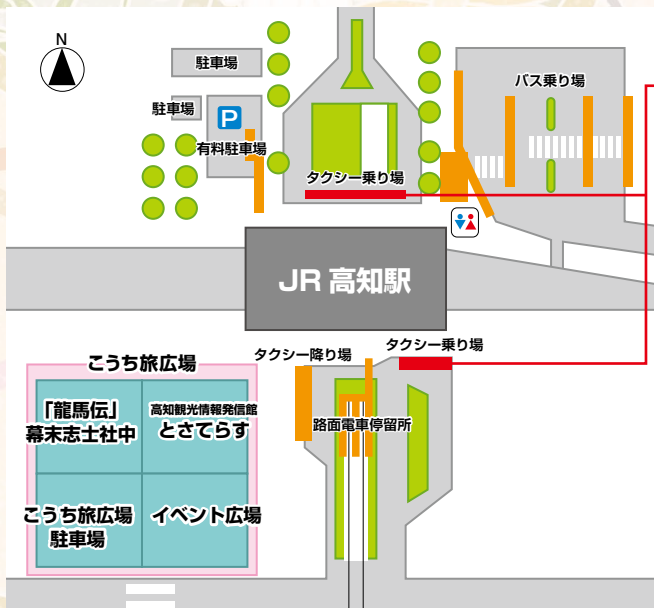 N
駐車場
バス乗り場
駐車場
P
有料駐車場
タクシー乗り場
JR 高知駅
タクシー降り場
タクシー乗り場
こうち旅広場
「龍馬伝」
幕末志士社中
高知観光情報発信館
とさてらす
路面電車停留所
こうち旅広場
駐車場
イベント広場